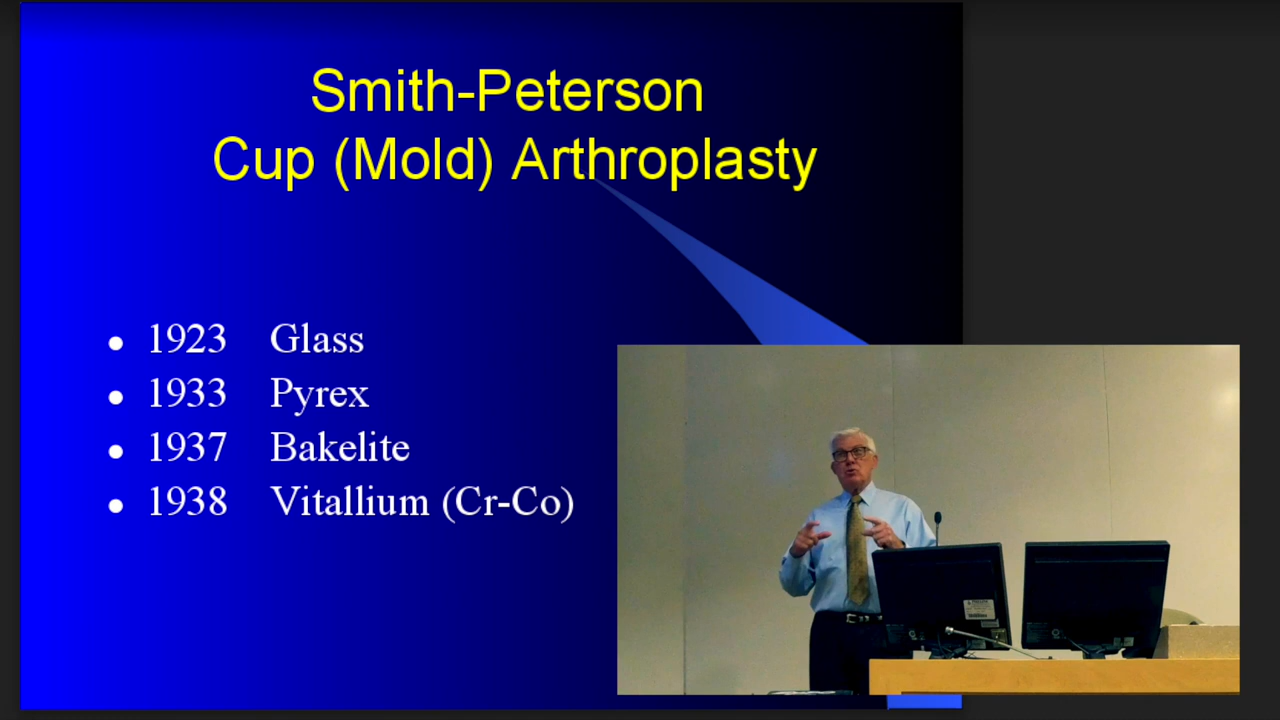 Smith-Peterson
Cup (Mold) Arthroplasty
• 1923 Glass
• 1933 Pyrex
• 1937 Bakelite
• 1938 Vitallium (Cr-Co)